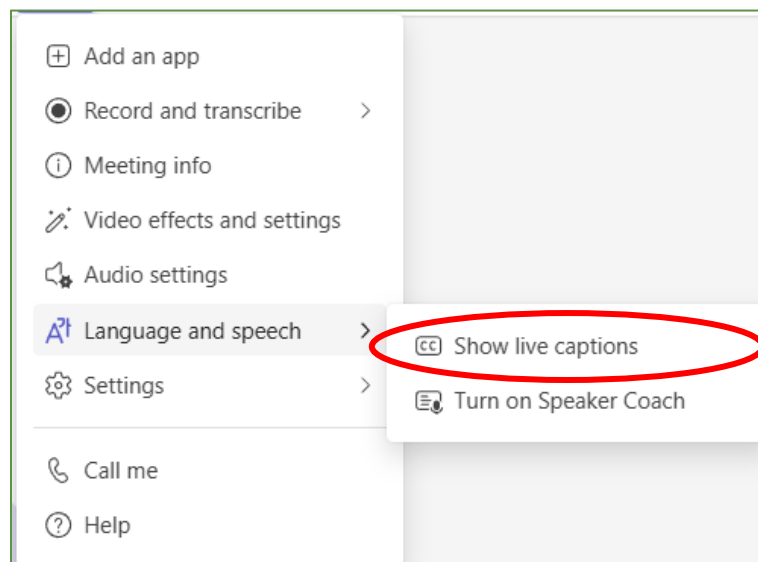 Add an app
Record and transcribe
Meeting info
Video effects and settings
Audio settings
Language and speech
CC Show live captions
Settings
Turn on Speaker Coach
Call me
Help